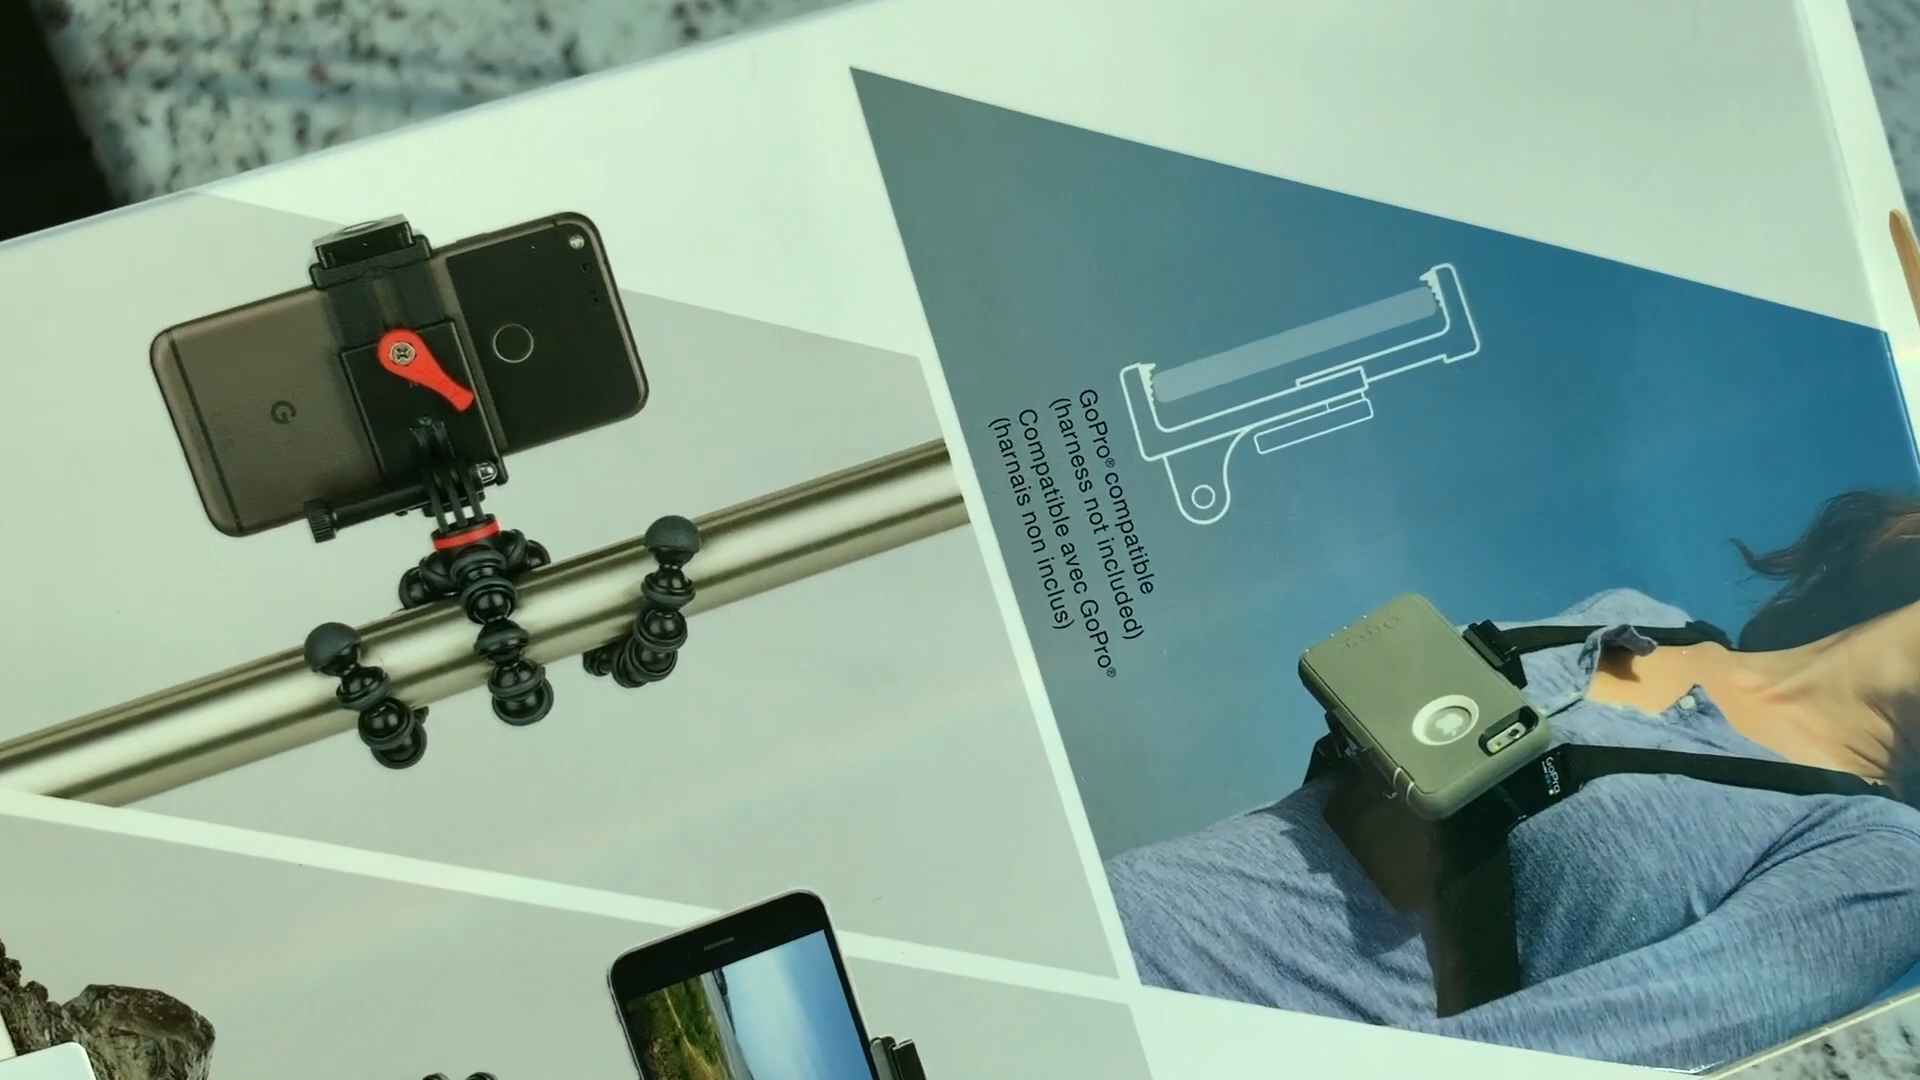 GoPro® compatible
(harness not included)
Compatible avec GoPro®
(harnais non inclus)
G
GoPro